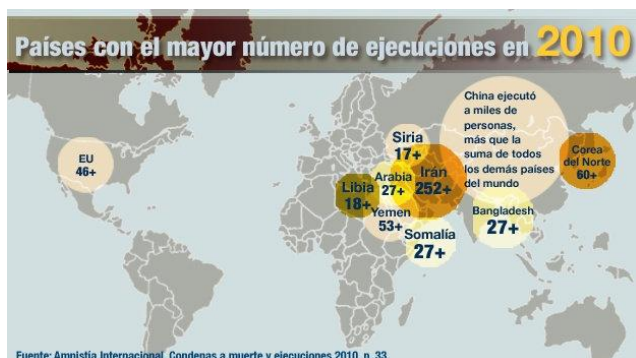 Países con el mayor número de ejecuciones en 2010
China ejecutó
a miles de
personas,
más que la
suma de todos
los demás países
del mundo
EU
46+
Siria
17+
Corea
del Norte
60+
Arabia
27+
Irán
252+
Libia
18+
Yemen
53+
Bangladesh
27+
Somalía
27+
Fuente: Amnistía Internacional, Condenas a muerte y ejecuciones 2010, p. 33